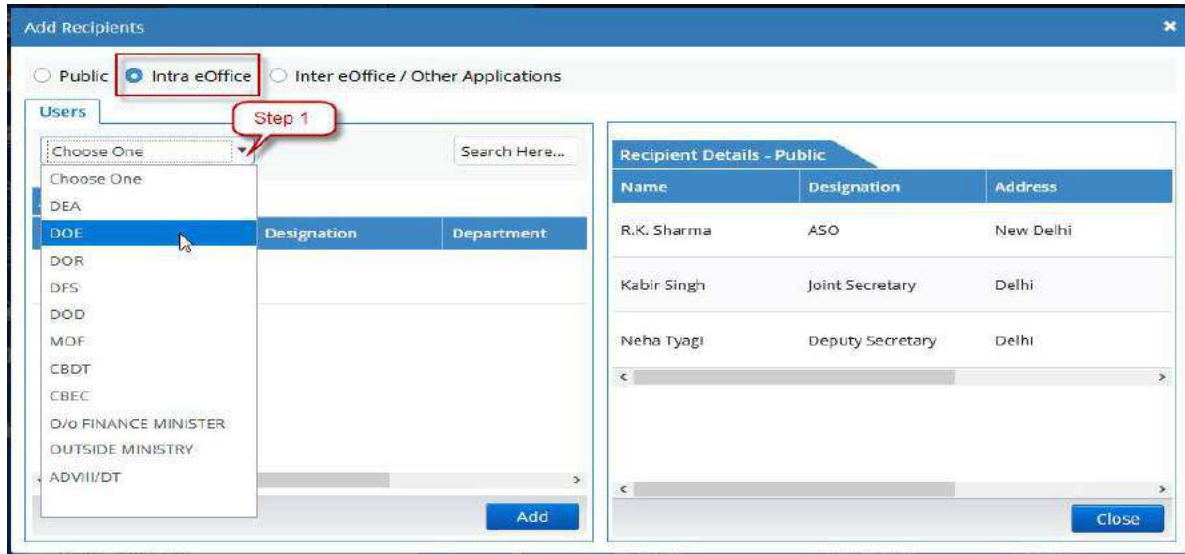 Add Recipients
Public Intra eOffice Inter eOffice / Other Applications
Users
Step 1
Choose One
Search Here...
Choose One
DEA
DOE
DOR
DFS
DOD
MOF
CBDT
CBEC
O/o FINANCE MINISTER
OUTSIDE MINISTRY
ADVIII/DT
Designation Department
Add
Recipient Details - Public
Name Designation Address
R.K. Sharma ASO New Delhi
Kabir Singh Joint Secretary Delhi
Neha Tyagi Deputy Secretary Delhi
Close